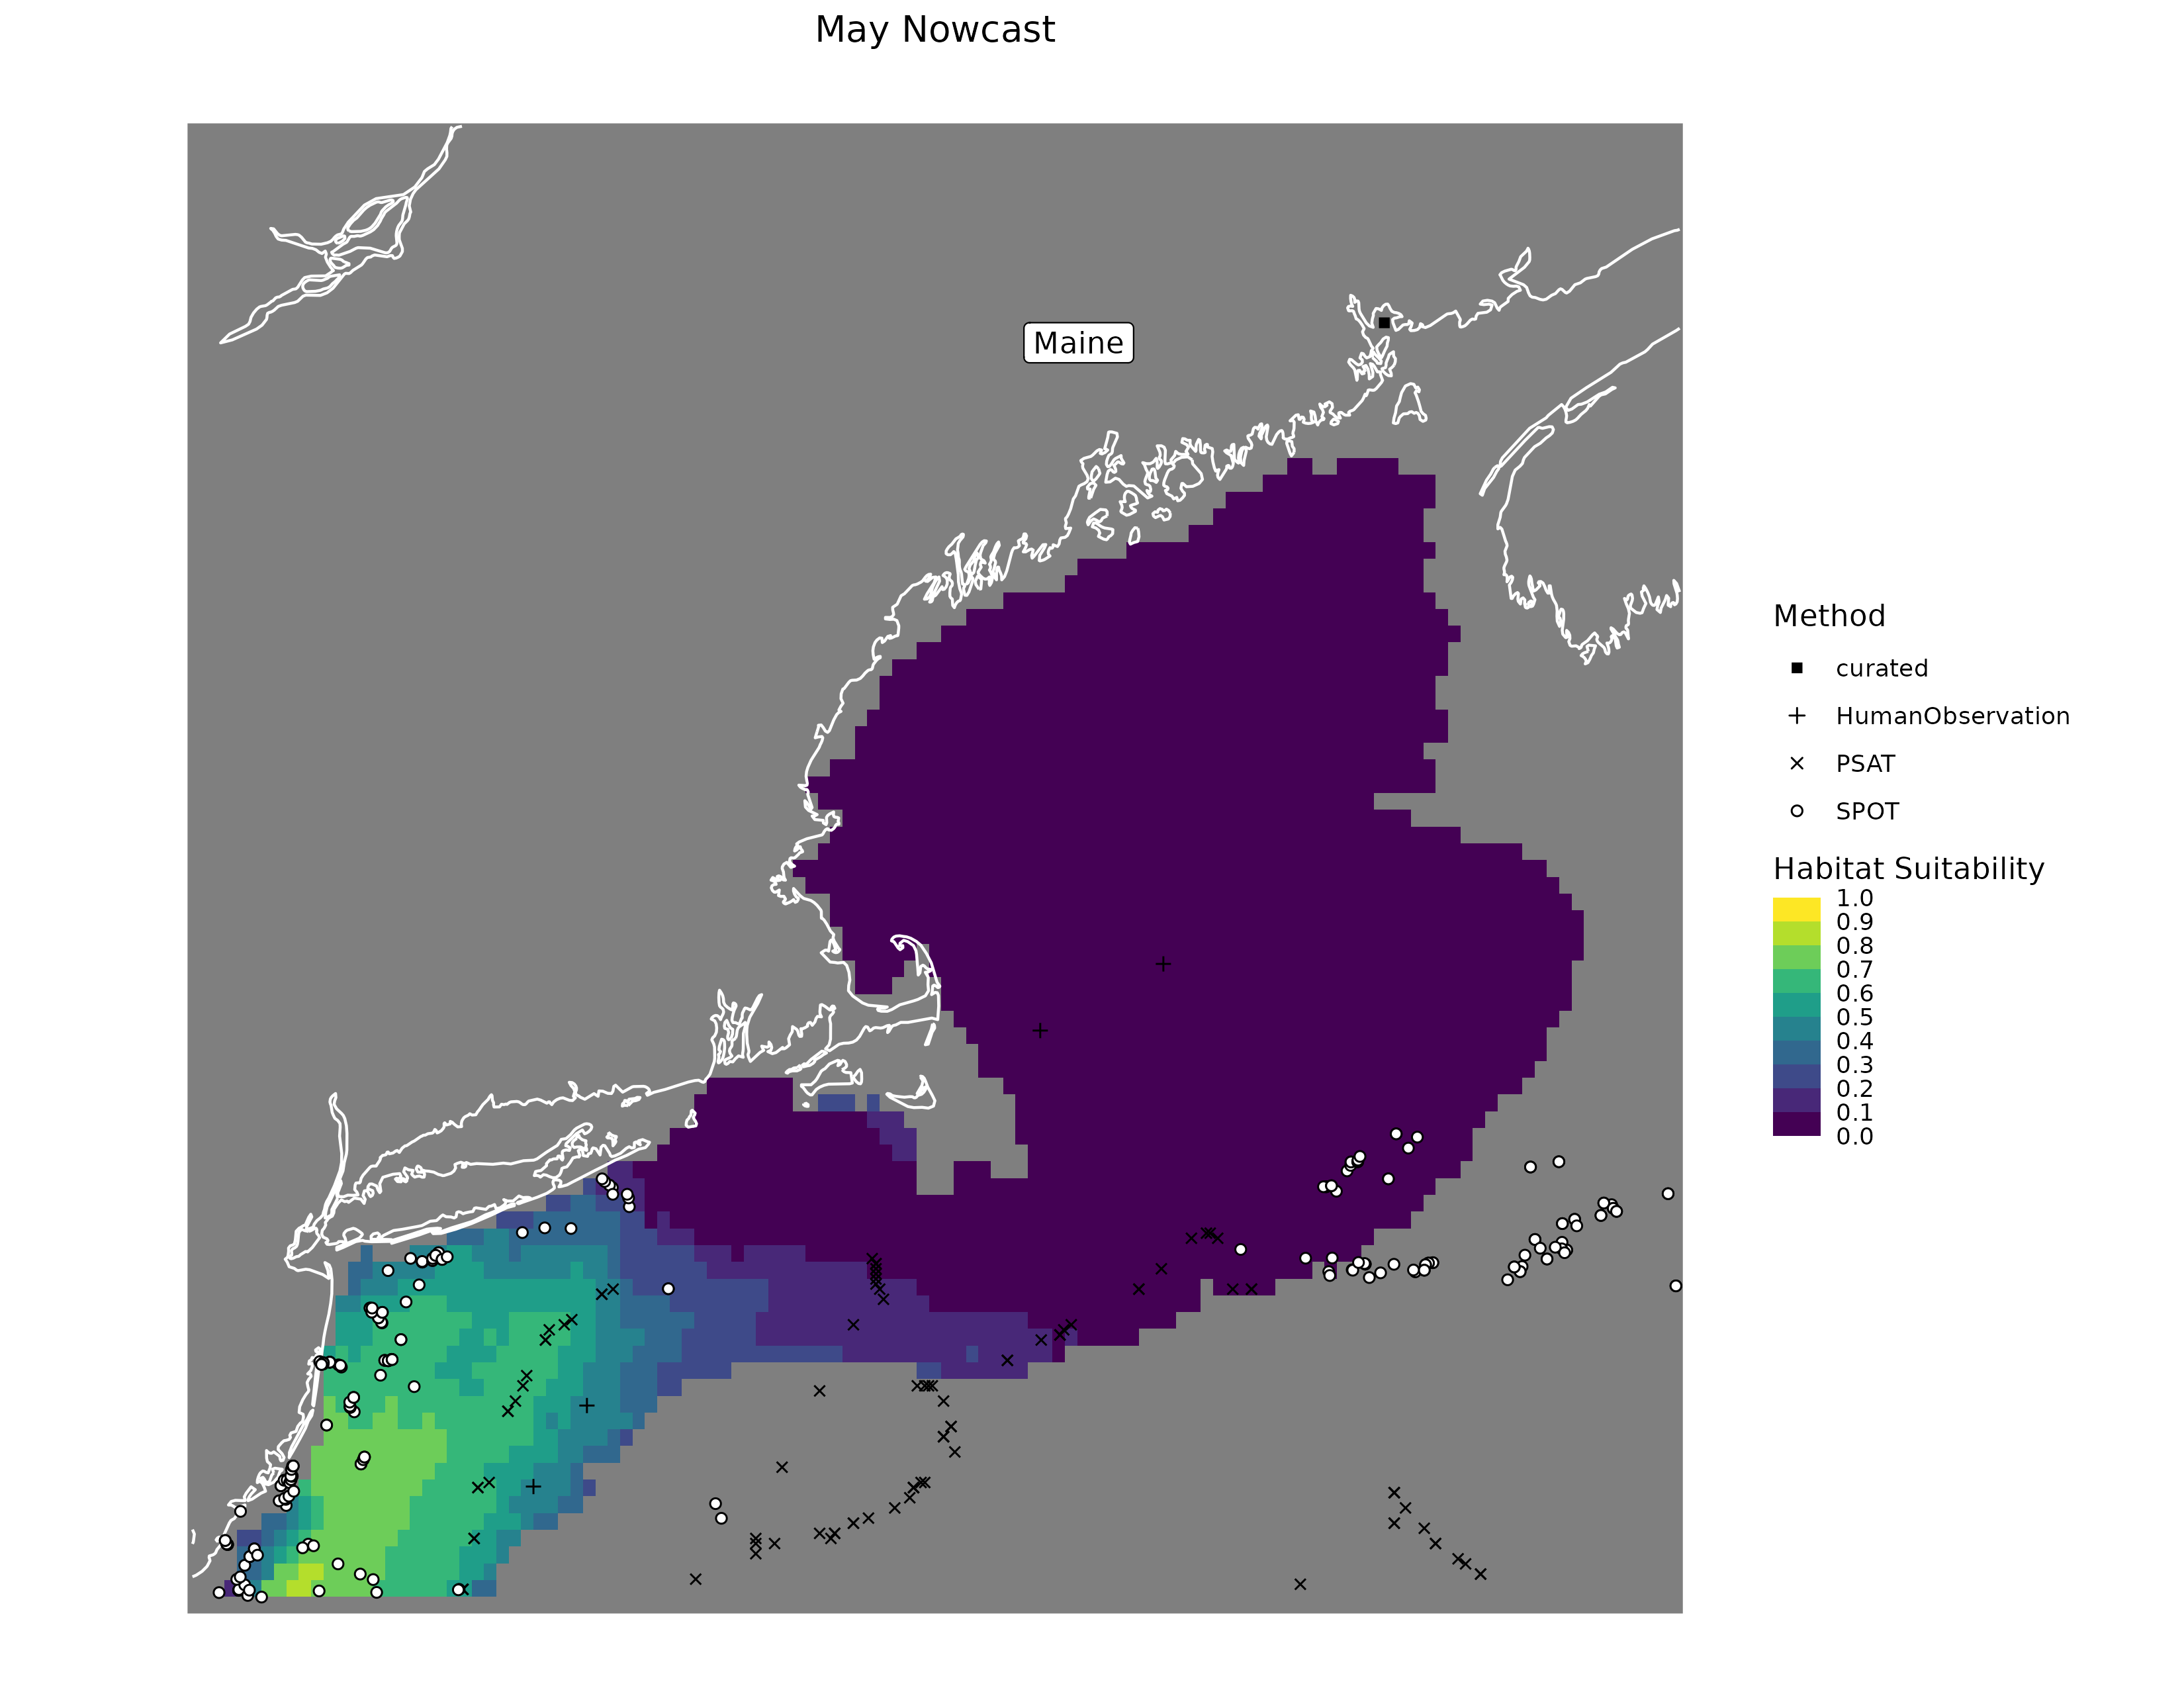 May Nowcast
Maine
Method
curated
HumanObservation
PSAT
SPOT
Habitat Suitability
1.0
0.9
0.8
0.7
0.6
0.5
0.4
0.3
0.2
0.1
0.0